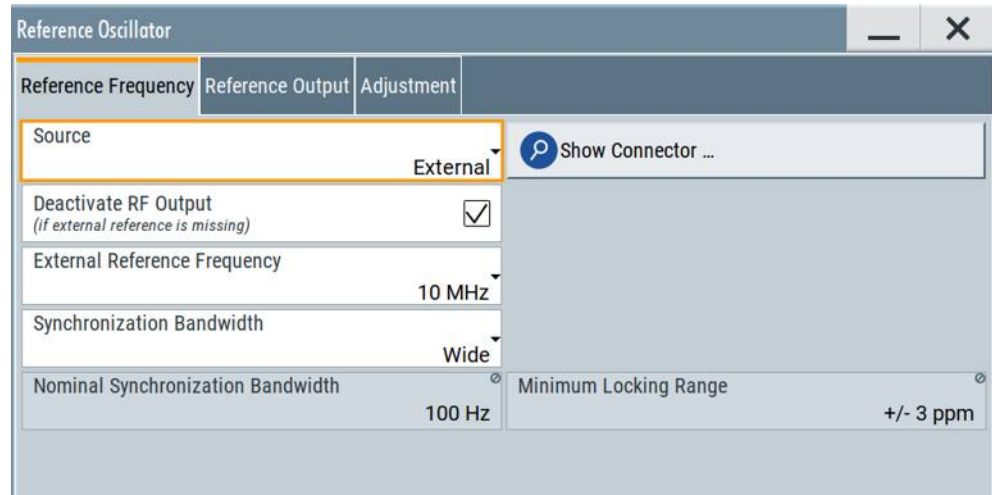 Reference Oscillator
Reference Frequency Reference Output Adjustment
Source
External
Show Connector ...
Deactivate RF Output
(if external reference is missing)
External Reference Frequency
10 MHz
Synchronization Bandwidth
Wide
Nominal Synchronization Bandwidth
100 Hz
Minimum Locking Range
+/- 3 ppm